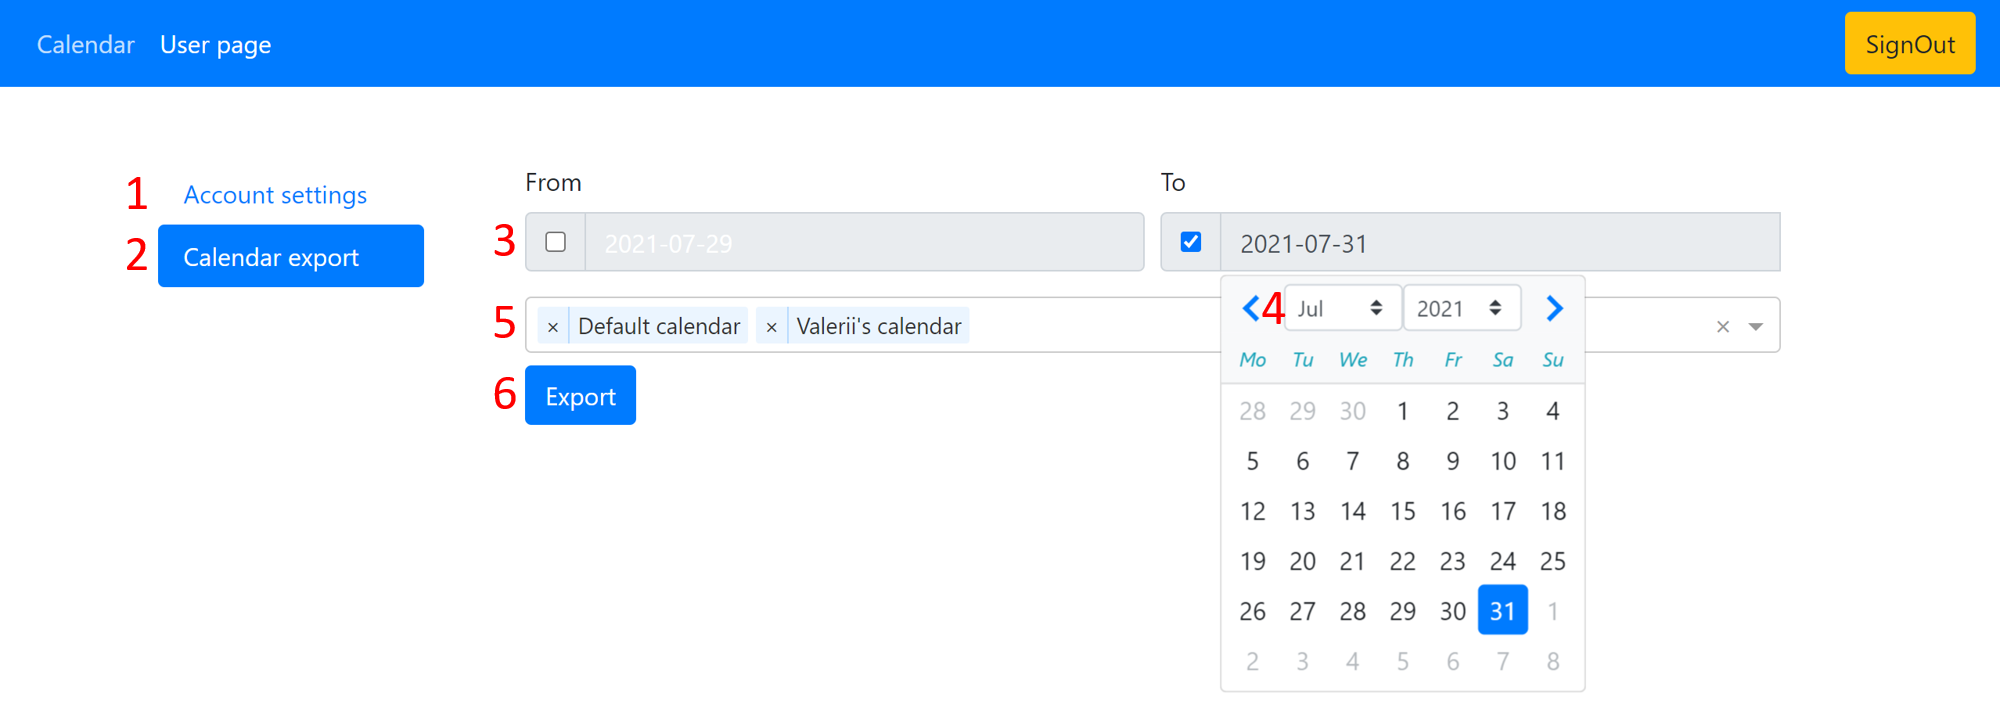 Calendar User page SignOut
1 Account settings
2 Calendar export
From To
3 2021-07-29 2021-07-31
5 × Default calendar × Valerii's calendar ×
4 Jul 2021
Mo Tu We Th Fr Sa Su
6 Export
28 29 30 1 2 3 4
5 6 7 8 9 10 11
12 13 14 15 16 17 18
19 20 21 22 23 24 25
26 27 28 29 30 31 1
2 3 4 5 6 7 8